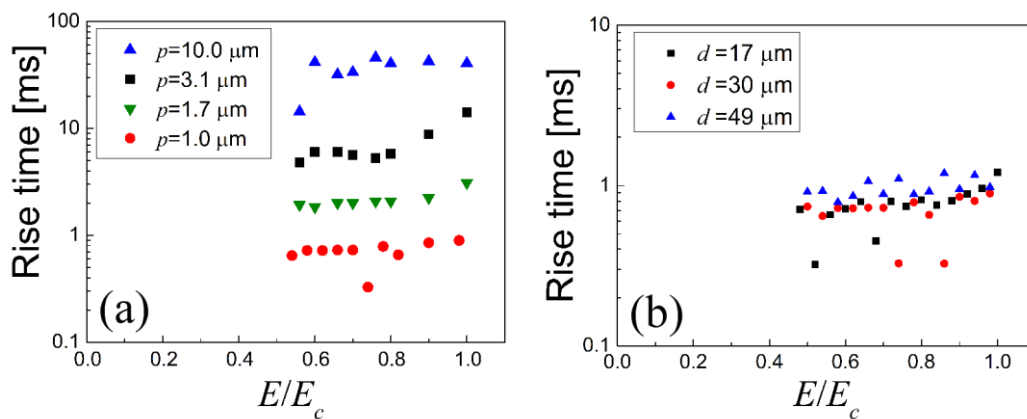 100
10
1
0.1
Rise time [ms]
p=10.0 μm
p=3.1 μm
p=1.7 μm
p=1.0 μm
(a)
0.0 0.2 0.4 0.6 0.8 1.0
E/Ec
10
1
0.1
Rise time [ms]
d =17 μm
d =30 μm
d =49 μm
(b)
0.0 0.2 0.4 0.6 0.8 1.0
E/Ec